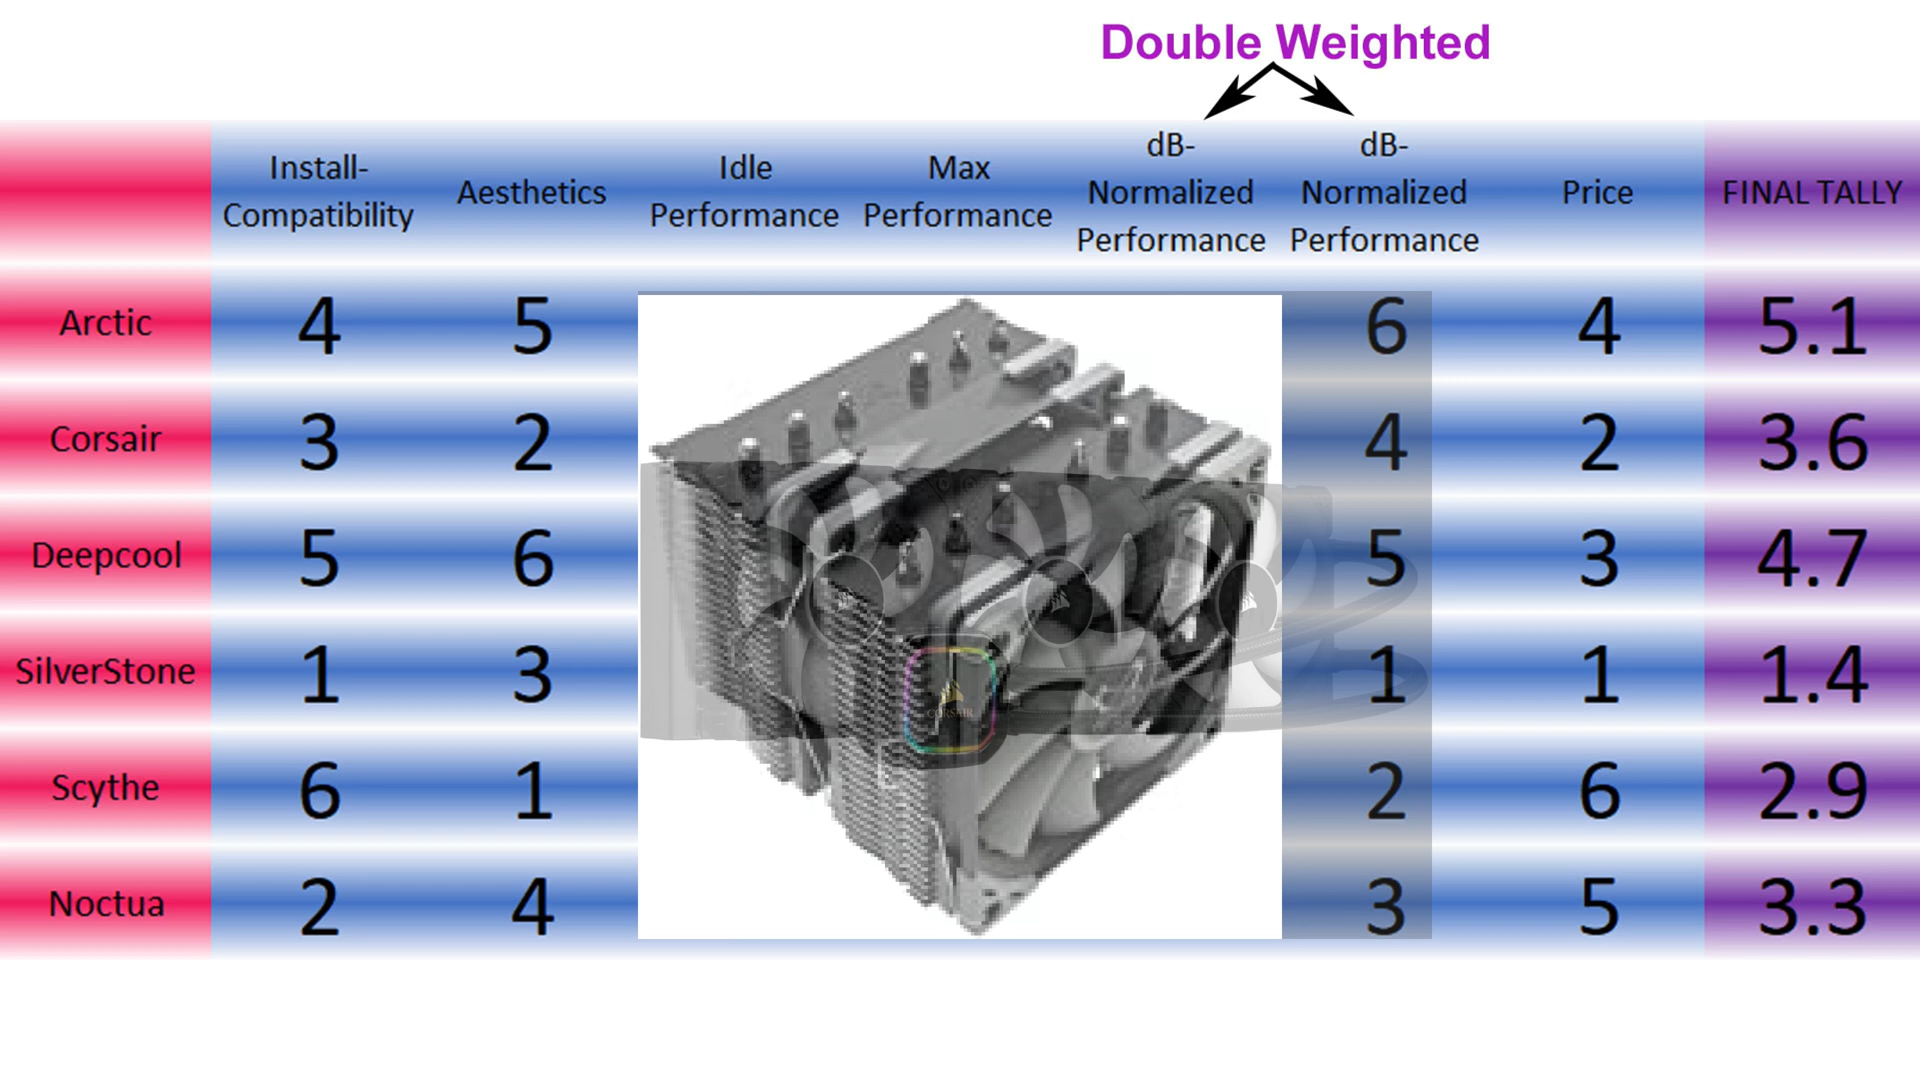 Double Weighted
Install-
Compatibility
Aesthetics
Idle
Performance
Max
Performance
dB-
Normalized
Performance
dB-
Normalized
Performance
Price
FINAL TALLY
Arctic 4 5 6 4 5.1
Corsair 3 2 4 2 3.6
Deepcool 5 6 5 3 4.7
SilverStone 1 3 1 1 1.4
CORSAIR
Scythe 6 1 2 6 2.9
Noctua 2 4 3 5 3.3